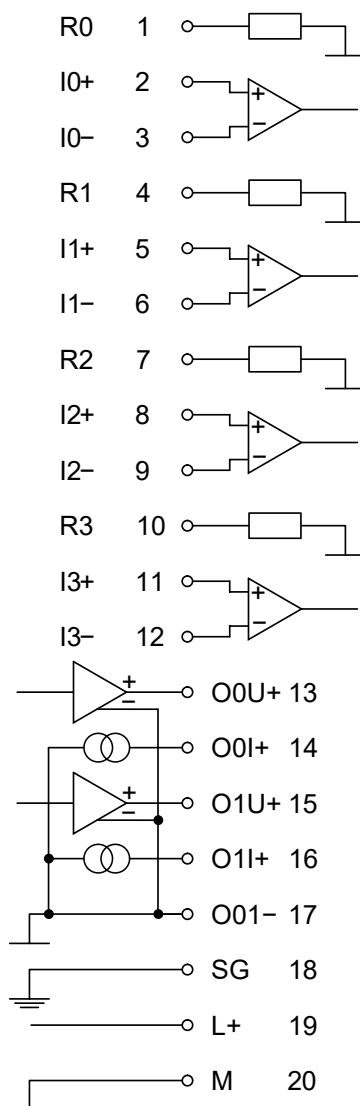 R0 1
I0+ 2
+
I0− 3
−
R1 4
I1+ 5
+
I1− 6
−
R2 7
I2+ 8
+
I2− 9
−
R3 10
I3+ 11
+
I3− 12
−
+
O0U+ 13
−
O0I+ 14
+
O1U+ 15
−
O1I+ 16
O01− 17
SG 18
L+ 19
M 20